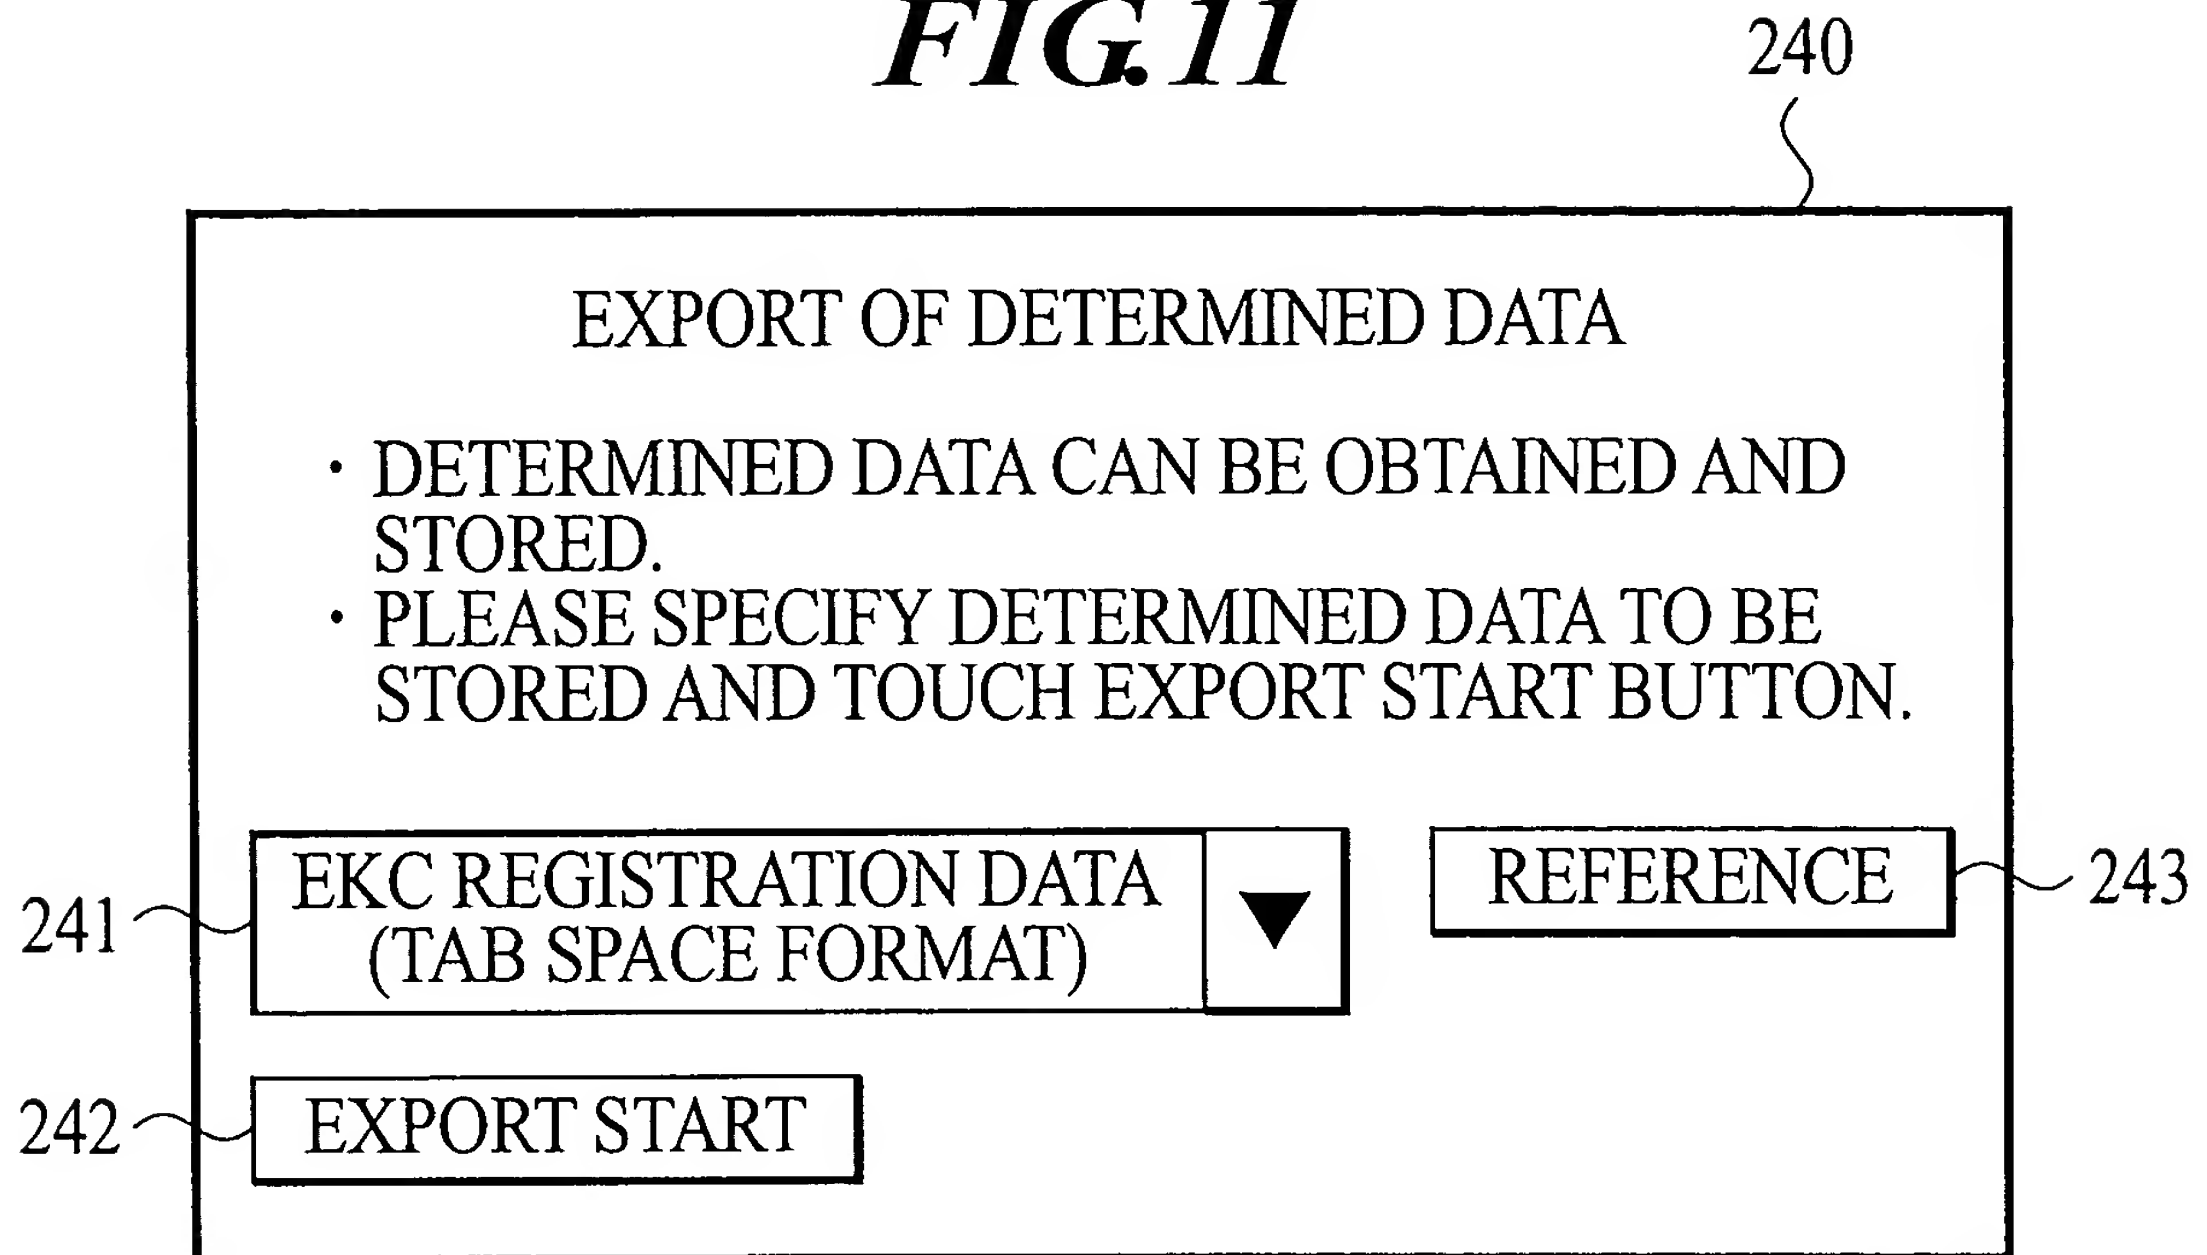 FIG.11
240
EXPORT OF DETERMINED DATA
· DETERMINED DATA CAN BE OBTAINED AND
STORED.
· PLEASE SPECIFY DETERMINED DATA TO BE
STORED AND TOUCH EXPORT START BUTTON.
241
EKC REGISTRATION DATA
(TAB SPACE FORMAT)
▼
REFERENCE
243
242
EXPORT START